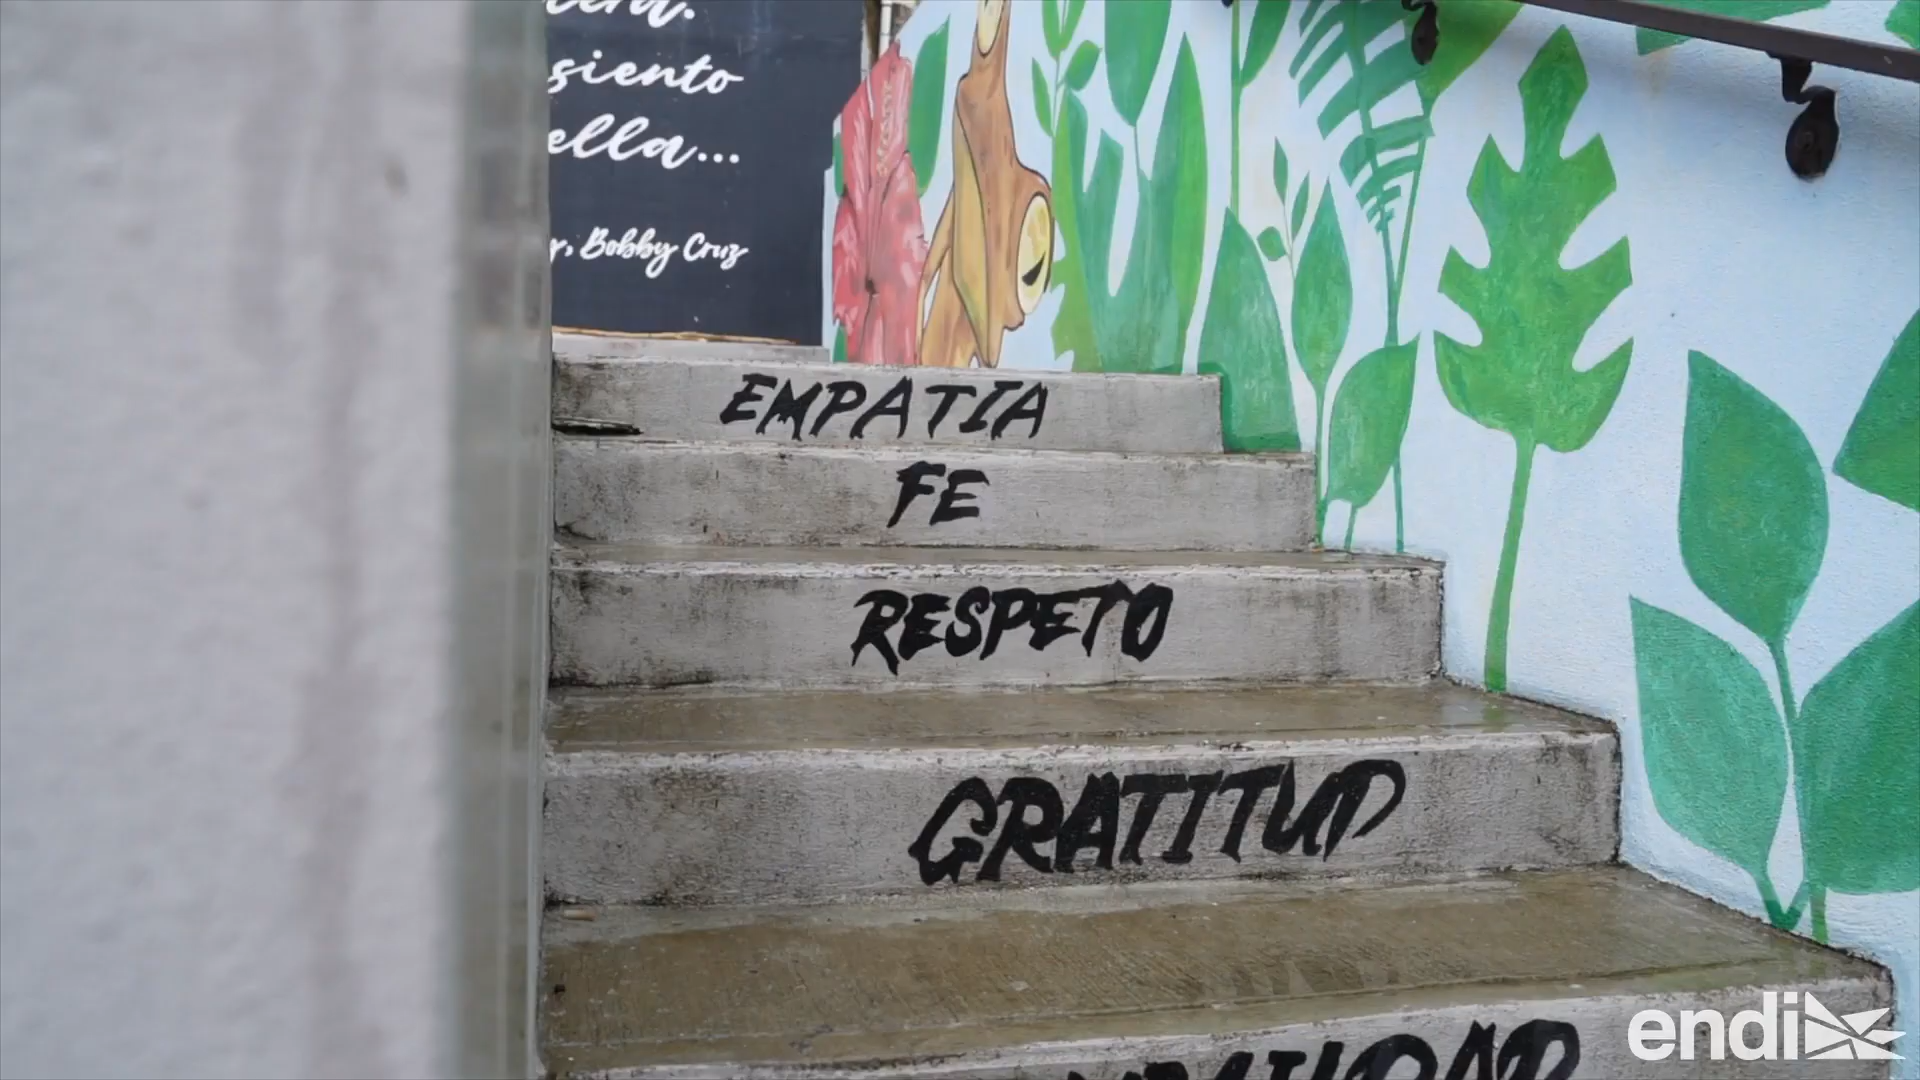 siento
ella...
Bobby Cruz
EMPATIA
FE
RESPETO
GRATITUD
endi